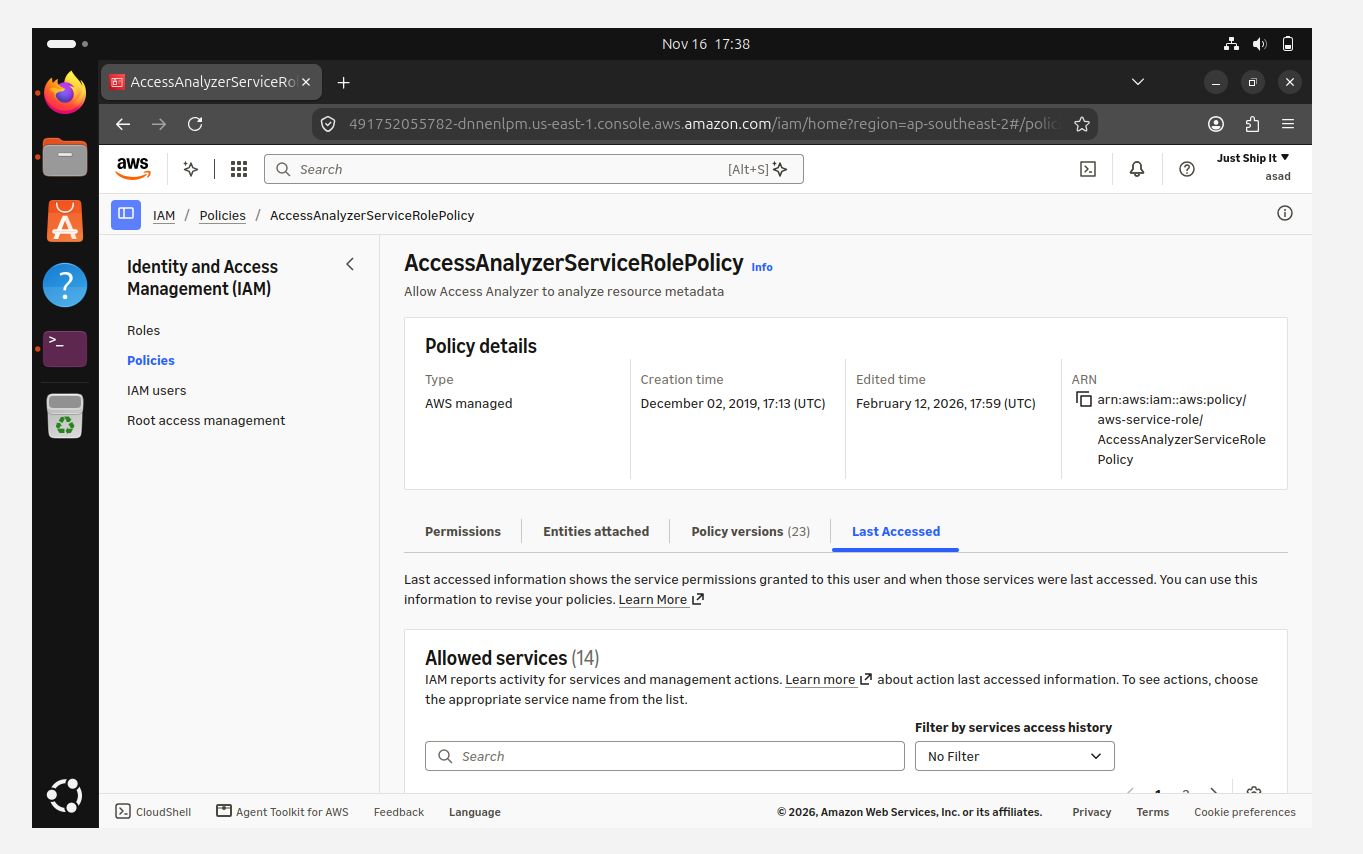 Nov 16 17:38
AccessAnalyzerServiceRo
491752055782-dnnenlpm.us-east-1.console.aws.amazon.com/iam/home?region=ap-southeast-2#/polic
aws
Search
[Alt+S]
Just Ship It
asad
IAM / Policies / AccessAnalyzerServiceRolePolicy
Identity and Access
Management (IAM)
Roles
Policies
IAM users
Root access management
AccessAnalyzerServiceRolePolicy Info
Allow Access Analyzer to analyze resource metadata
Policy details
Type
AWS managed
Creation time
December 02, 2019, 17:13 (UTC)
Edited time
February 12, 2026, 17:59 (UTC)
ARN
arn:aws:iam::aws:policy/
aws-service-role/
AccessAnalyzerServiceRole
Policy
Permissions
Entities attached
Policy versions (23)
Last Accessed
Last accessed information shows the service permissions granted to this user and when those services were last accessed. You can use this
information to revise your policies. Learn More
Allowed services (14)
IAM reports activity for services and management actions. Learn more about action last accessed information. To see actions, choose
the appropriate service name from the list.
Filter by services access history
Search
No Filter
CloudShell
Agent Toolkit for AWS
Feedback
Language
© 2026, Amazon Web Services, Inc. or its affiliates.
Privacy
Terms
Cookie preferences